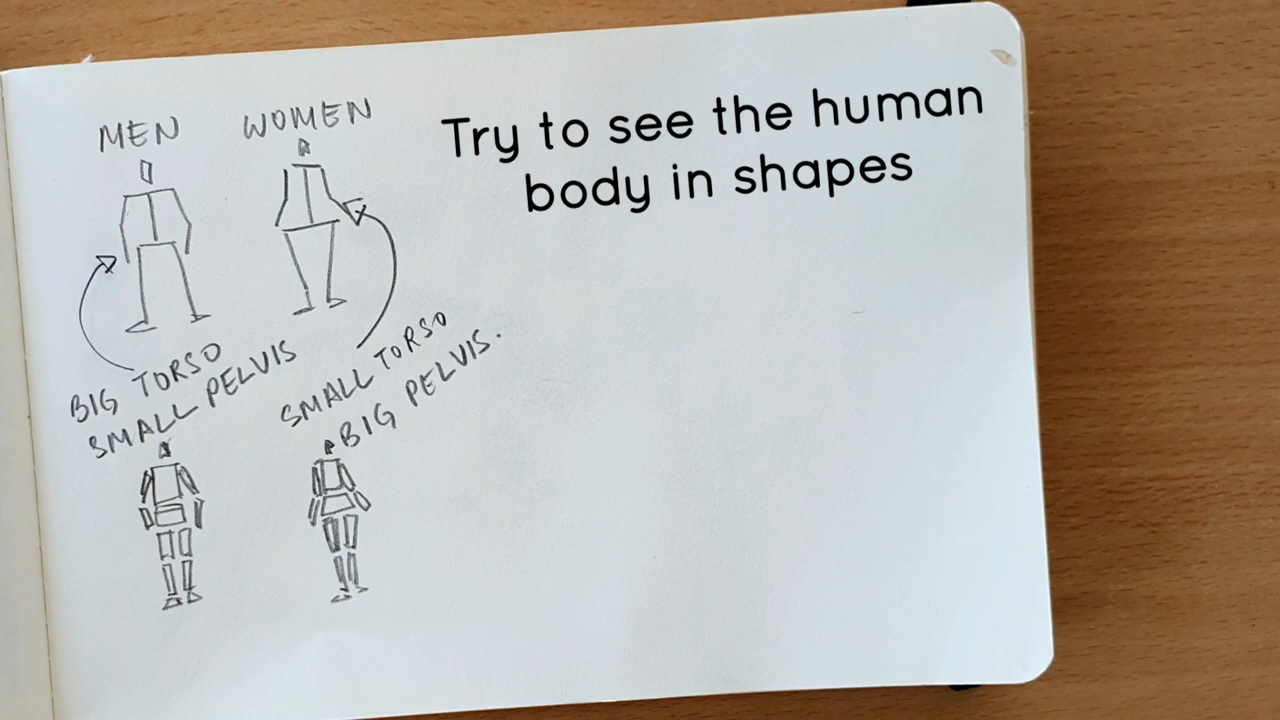 MEN
WOMEN
Try to see the human
body in shapes
BIG TORSO
SMALL PELVIS
SMALL TORSO
BIG PELVIS.